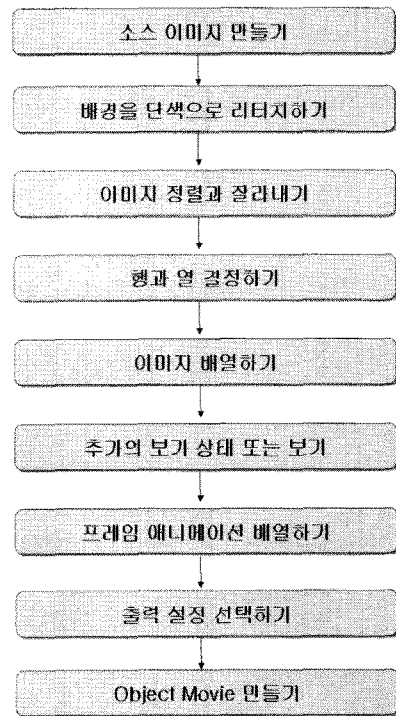 소스 이미지 만들기
배경을 단색으로 리터치하기
이미지 정렬과 잘라내기
행과 열 결정하기
이미지 배열하기
추가의 보기 상태 또는 보기
프레임 애니메이션 배열하기
출력 설정 선택하기
Object Movie 만들기